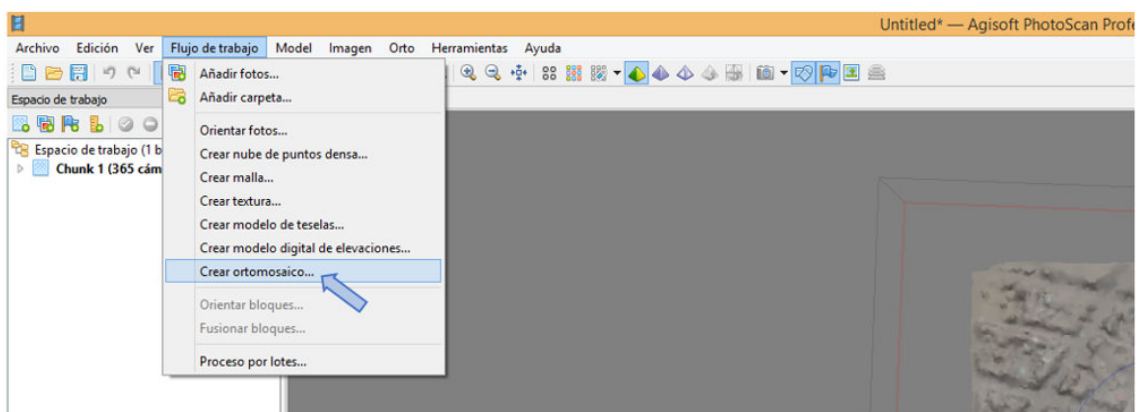 Untitled* — Agisoft PhotoScan Profe
Archivo Edición Ver Flujo de trabajo Model Imagen Orto Herramientas Ayuda
Espacio de trabajo
Espacio de trabajo (1 b
Chunk 1 (365 cám
Añadir fotos...
Añadir carpeta...
Orientar fotos...
Crear nube de puntos densa...
Crear malla...
Crear textura...
Crear modelo de teselas...
Crear modelo digital de elevaciones...
Crear ortomosaico...
Orientar bloques...
Fusionar bloques...
Proceso por lotes...